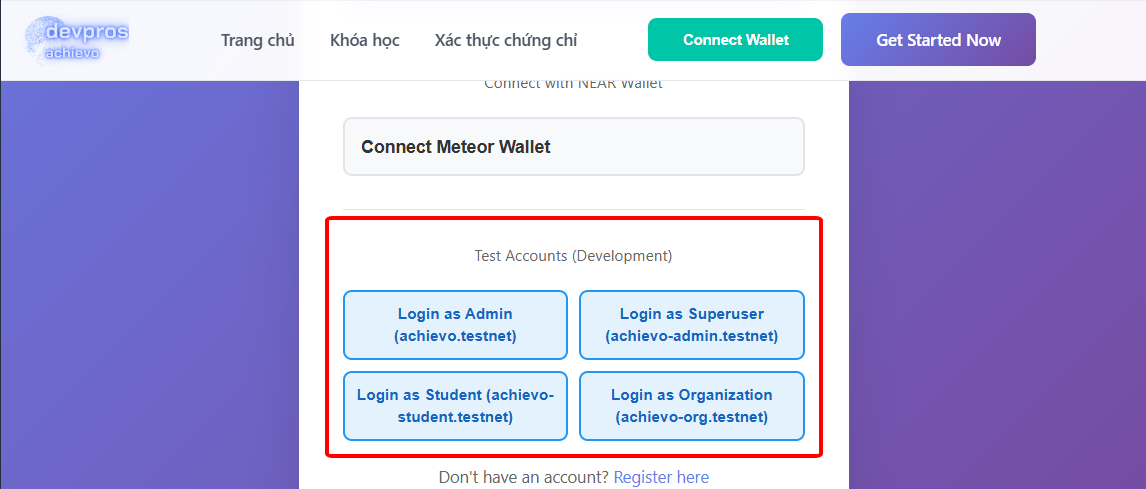 devpros
achievo
Trang chủ
Khóa học
Xác thực chứng chỉ
Connect Wallet
Get Started Now
Connect with NEAR Wallet
Connect Meteor Wallet
Test Accounts (Development)
Login as Admin
(achievo.testnet)
Login as Superuser
(achievo-admin.testnet)
Login as Student (achievo-
student.testnet)
Login as Organization
(achievo-org.testnet)
Don't have an account? Register here